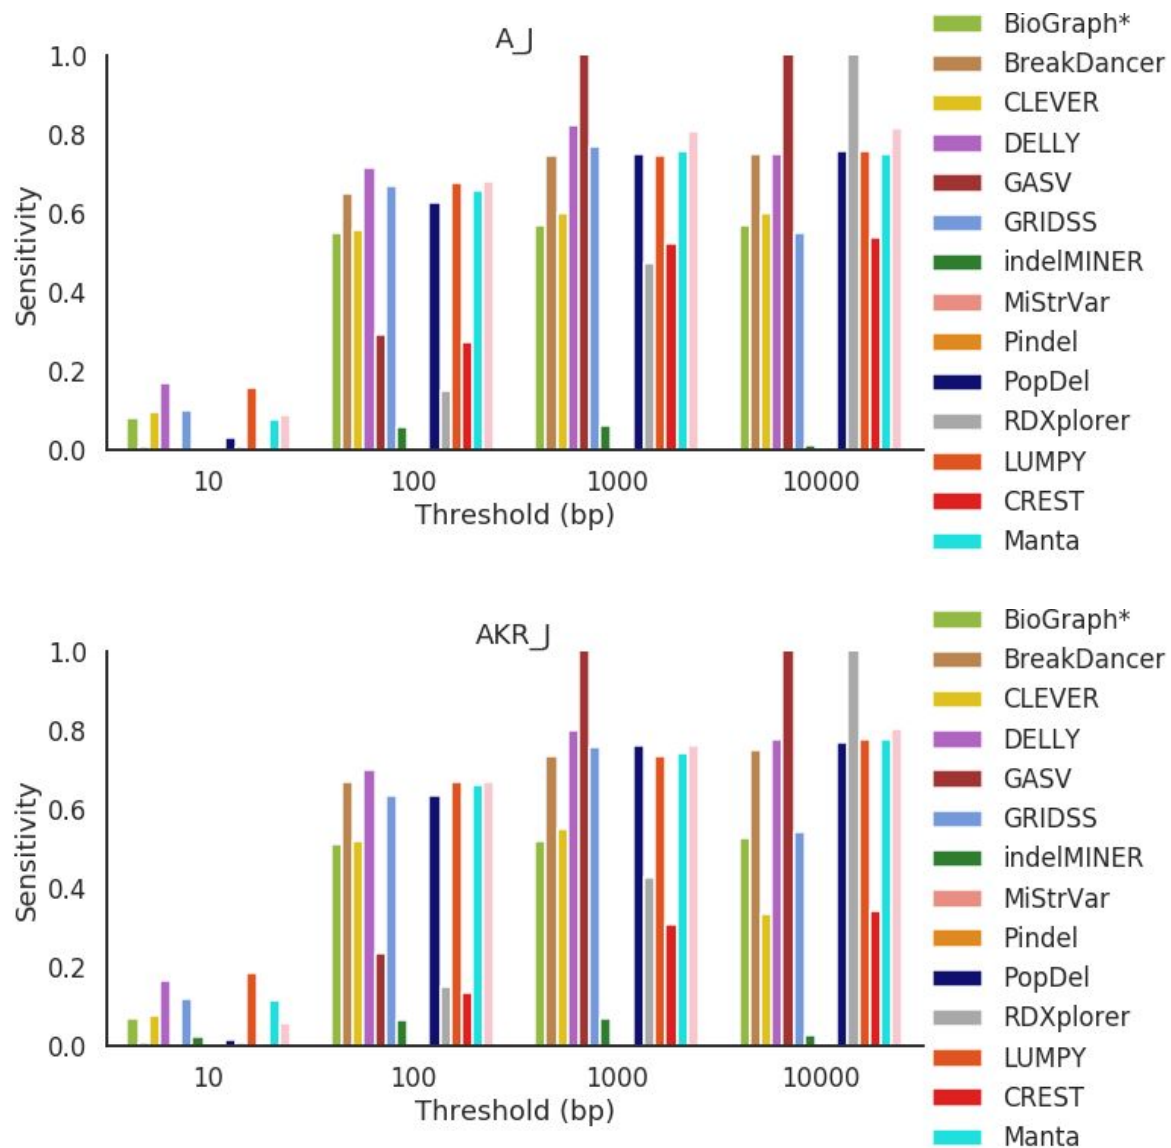 A_J
1.0
0.8
0.6
0.4
0.2
0.0
Sensitivity
10 100 1000 10000
Threshold (bp)
BioGraph*
BreakDancer
CLEVER
DELLY
GASV
GRIDSS
indelMINER
MiStrVar
Pindel
PopDel
RDXplorer
LUMPY
CREST
Manta
AKR_J
1.0
0.8
0.6
0.4
0.2
0.0
Sensitivity
10 100 1000 10000
Threshold (bp)
BioGraph*
BreakDancer
CLEVER
DELLY
GASV
GRIDSS
indelMINER
MiStrVar
Pindel
PopDel
RDXplorer
LUMPY
CREST
Manta